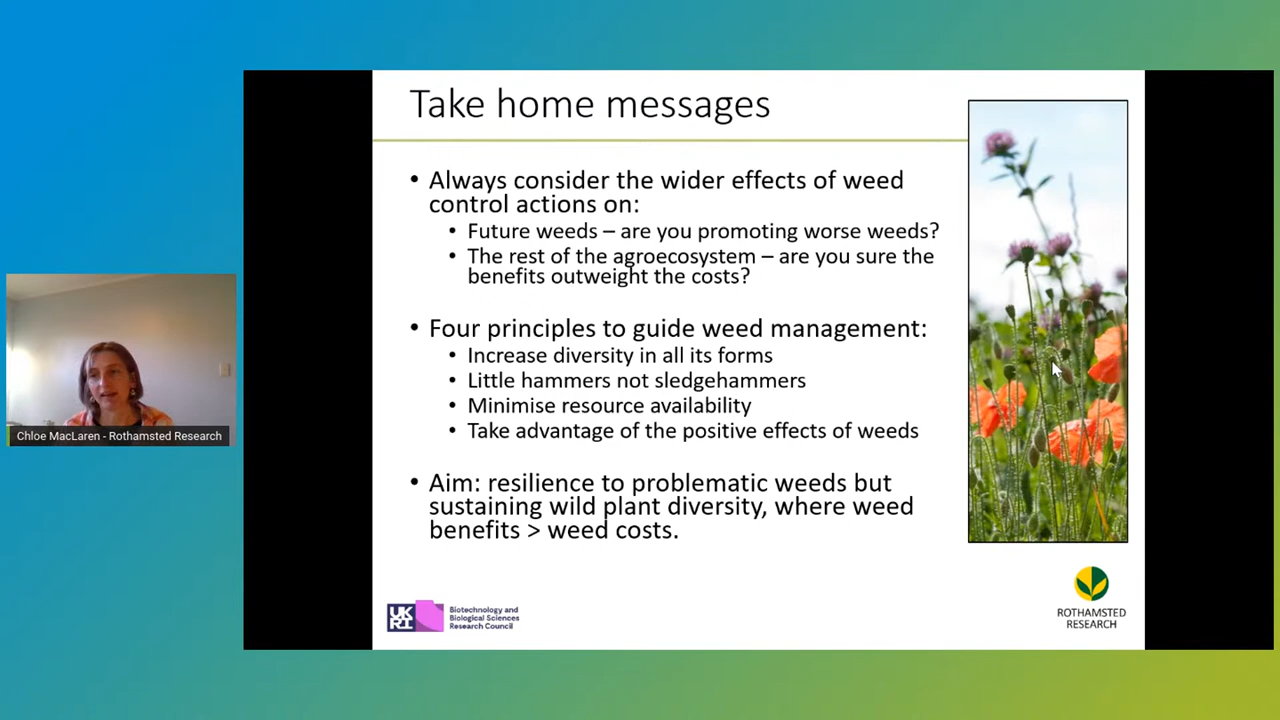 Take home messages
• Always consider the wider effects of weed
control actions on:
• Future weeds – are you promoting worse weeds?
• The rest of the agroecosystem – are you sure the
benefits outweight the costs?
• Four principles to guide weed management:
• Increase diversity in all its forms
• Little hammers not sledgehammers
• Minimise resource availability
• Take advantage of the positive effects of weeds
• Aim: resilience to problematic weeds but
sustaining wild plant diversity, where weed
benefits > weed costs.
Chloe MacLaren - Rothamsted Research
UK
RI
Biotechnology and
Biological Sciences
Research Council
ROTHAMSTED
RESEARCH